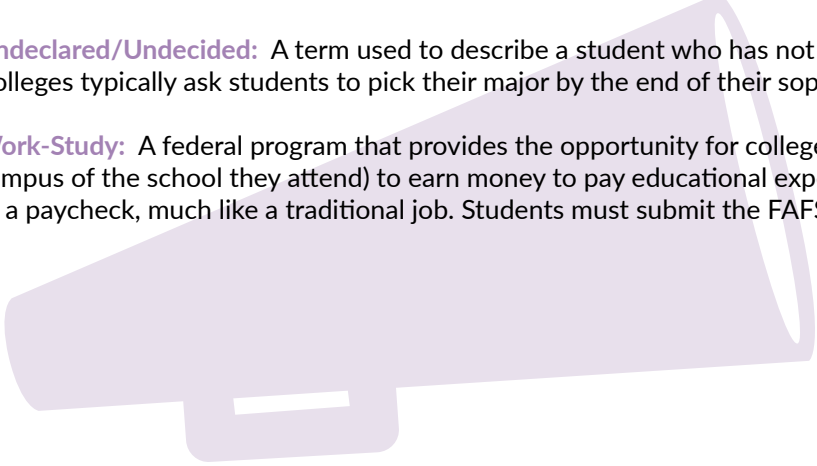 ndeclared/Undecided: A term used to describe a student who has not
olleges typically ask students to pick their major by the end of their sop
Work-Study: A federal program that provides the opportunity for college
mpus of the school they attend) to earn money to pay educational exp
a paycheck, much like a traditional job. Students must submit the FAFS